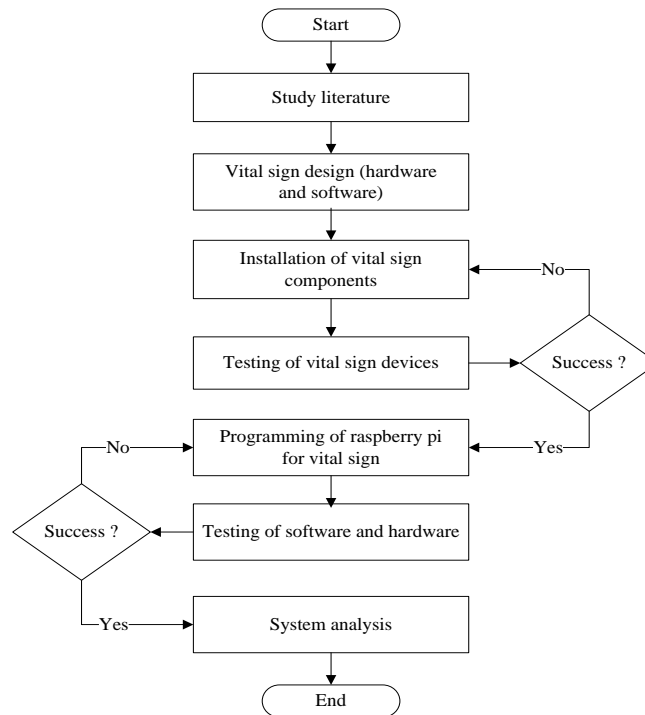 Start
Study literature
Vital sign design (hardware
and software)
Installation of vital sign
components
No
Testing of vital sign devices
Success ?
Yes
Programming of raspberry pi
for vital sign
No
Testing of software and hardware
Success ?
Yes
System analysis
End